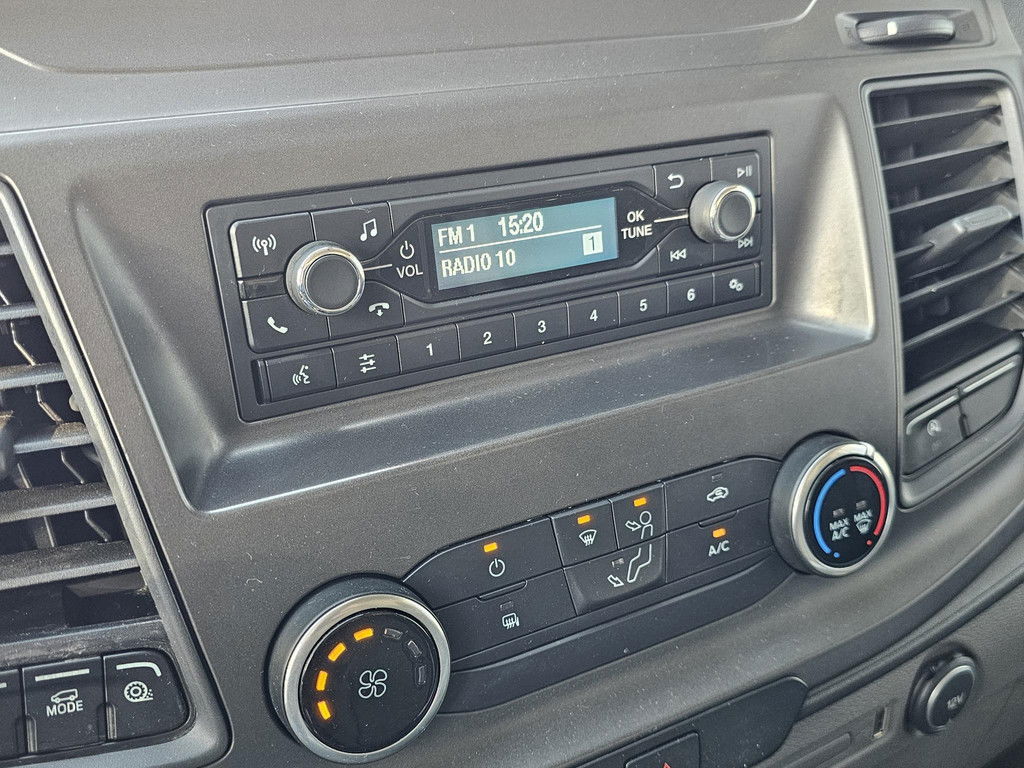 FM 1 15:20
RADIO 10 1
VOL
OK
TUNE
1 2 3 4 5 6
A/C
MAX
A/C
MAX
MODE
12V